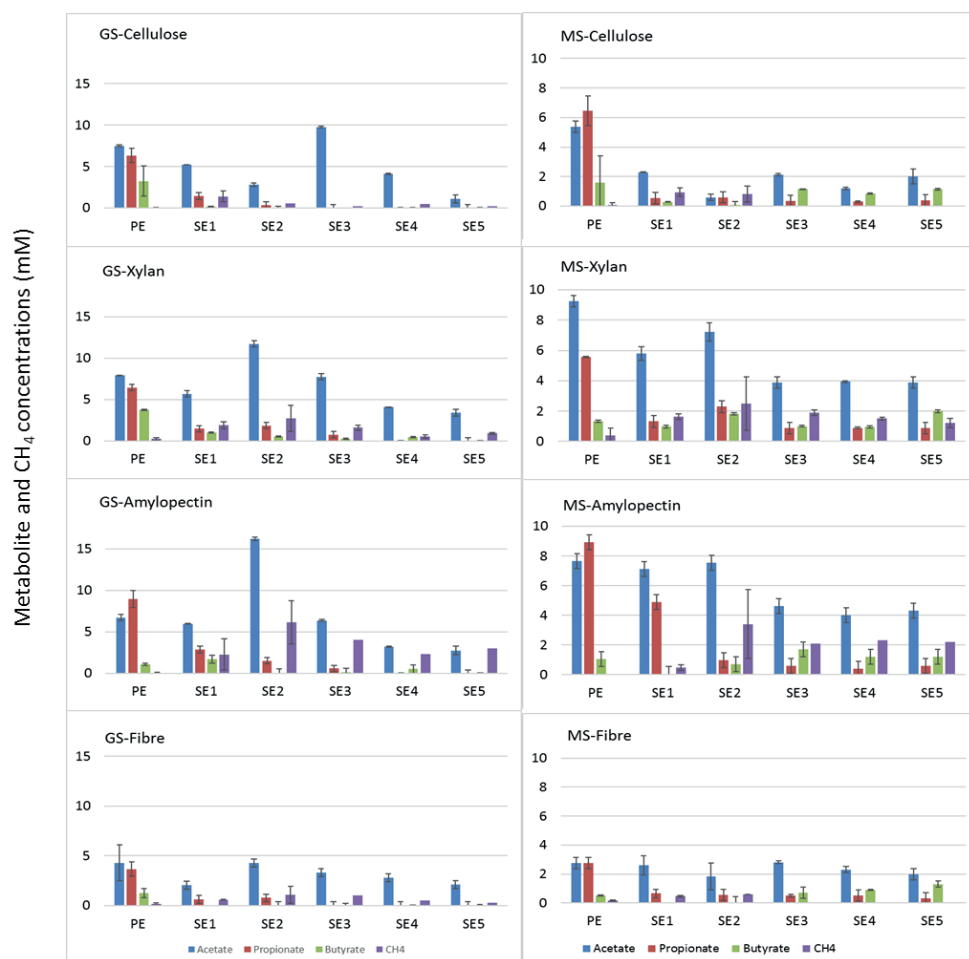 Metabolite and CH4 concentrations (mM)
GS-Cellulose
15
10
5
0
PE SE1 SE2 SE3 SE4 SE5
MS-Cellulose
10
8
6
4
2
0
PE SE1 SE2 SE3 SE4 SE5
GS-Xylan
15
10
5
0
PE SE1 SE2 SE3 SE4 SE5
MS-Xylan
10
8
6
4
2
0
PE SE1 SE2 SE3 SE4 SE5
GS-Amylopectin
15
10
5
0
PE SE1 SE2 SE3 SE4 SE5
MS-Amylopectin
10
8
6
4
2
0
PE SE1 SE2 SE3 SE4 SE5
GS-Fibre
15
10
5
0
PE SE1 SE2 SE3 SE4 SE5
Acetate Propionate Butyrate CH4
MS-Fibre
10
8
6
4
2
0
PE SE1 SE2 SE3 SE4 SE5
Acetate Propionate Butyrate CH4